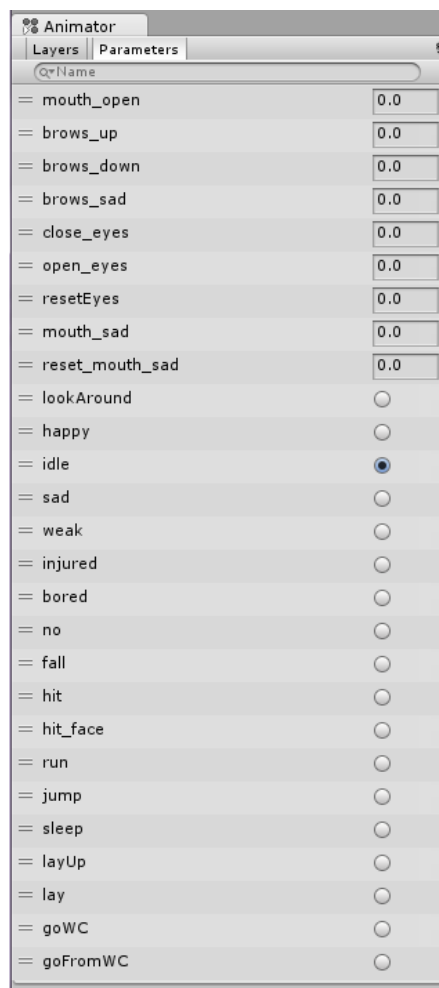 Animator
Layers Parameters
Name
mouth_open 0.0
brows_up 0.0
brows_down 0.0
brows_sad 0.0
close_eyes 0.0
open_eyes 0.0
resetEyes 0.0
mouth_sad 0.0
reset_mouth_sad 0.0
lookAround
happy
idle
sad
weak
injured
bored
no
fall
hit
hit_face
run
jump
sleep
layUp
lay
goWC
goFromWC